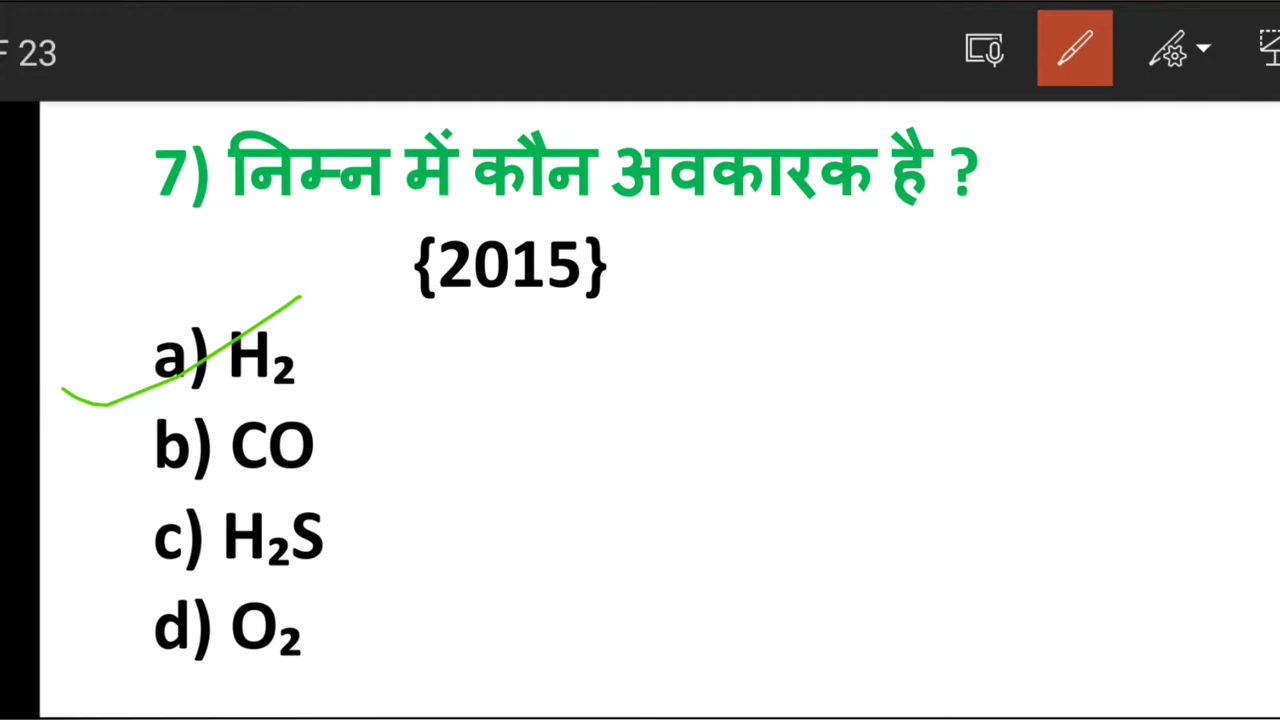 F 23
7) निम्न में कौन अवकारक है ?
{2015}
a) H₂
b) CO
c) H₂S
d) O₂